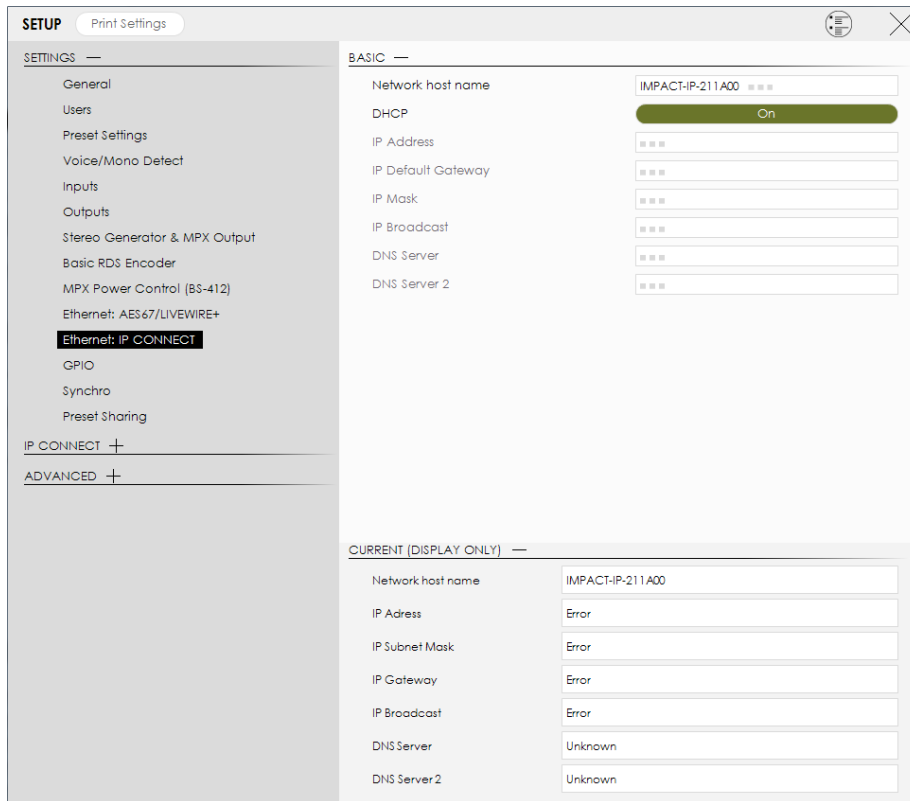 SETUP Print Settings
SETTINGS
General
Users
Preset Settings
Voice/Mono Detect
Inputs
Outputs
Stereo Generator & MPX Output
Basic RDS Encoder
MPX Power Control (BS-412)
Ethernet: AES67/LIVEWIRE+
Ethernet: IP CONNECT
GPIO
Synchro
Preset Sharing
IP CONNECT
ADVANCED
BASIC
Network host name IMPACT-IP-211A00
DHCP On
IP Address
IP Default Gateway
IP Mask
IP Broadcast
DNS Server
DNS Server 2
CURRENT (DISPLAY ONLY)
Network host name IMPACT-IP-211A00
IP Adress Error
IP Subnet Mask Error
IP Gateway Error
IP Broadcast Error
DNS Server Unknown
DNS Server 2 Unknown